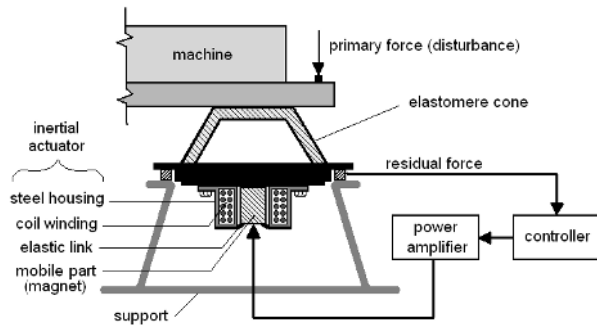 machine
primary force (disturbance)
elastomere cone
inertial
actuator
residual force
steel housing
coil winding
elastic link
mobile part
(magnet)
support
power
amplifier
controller